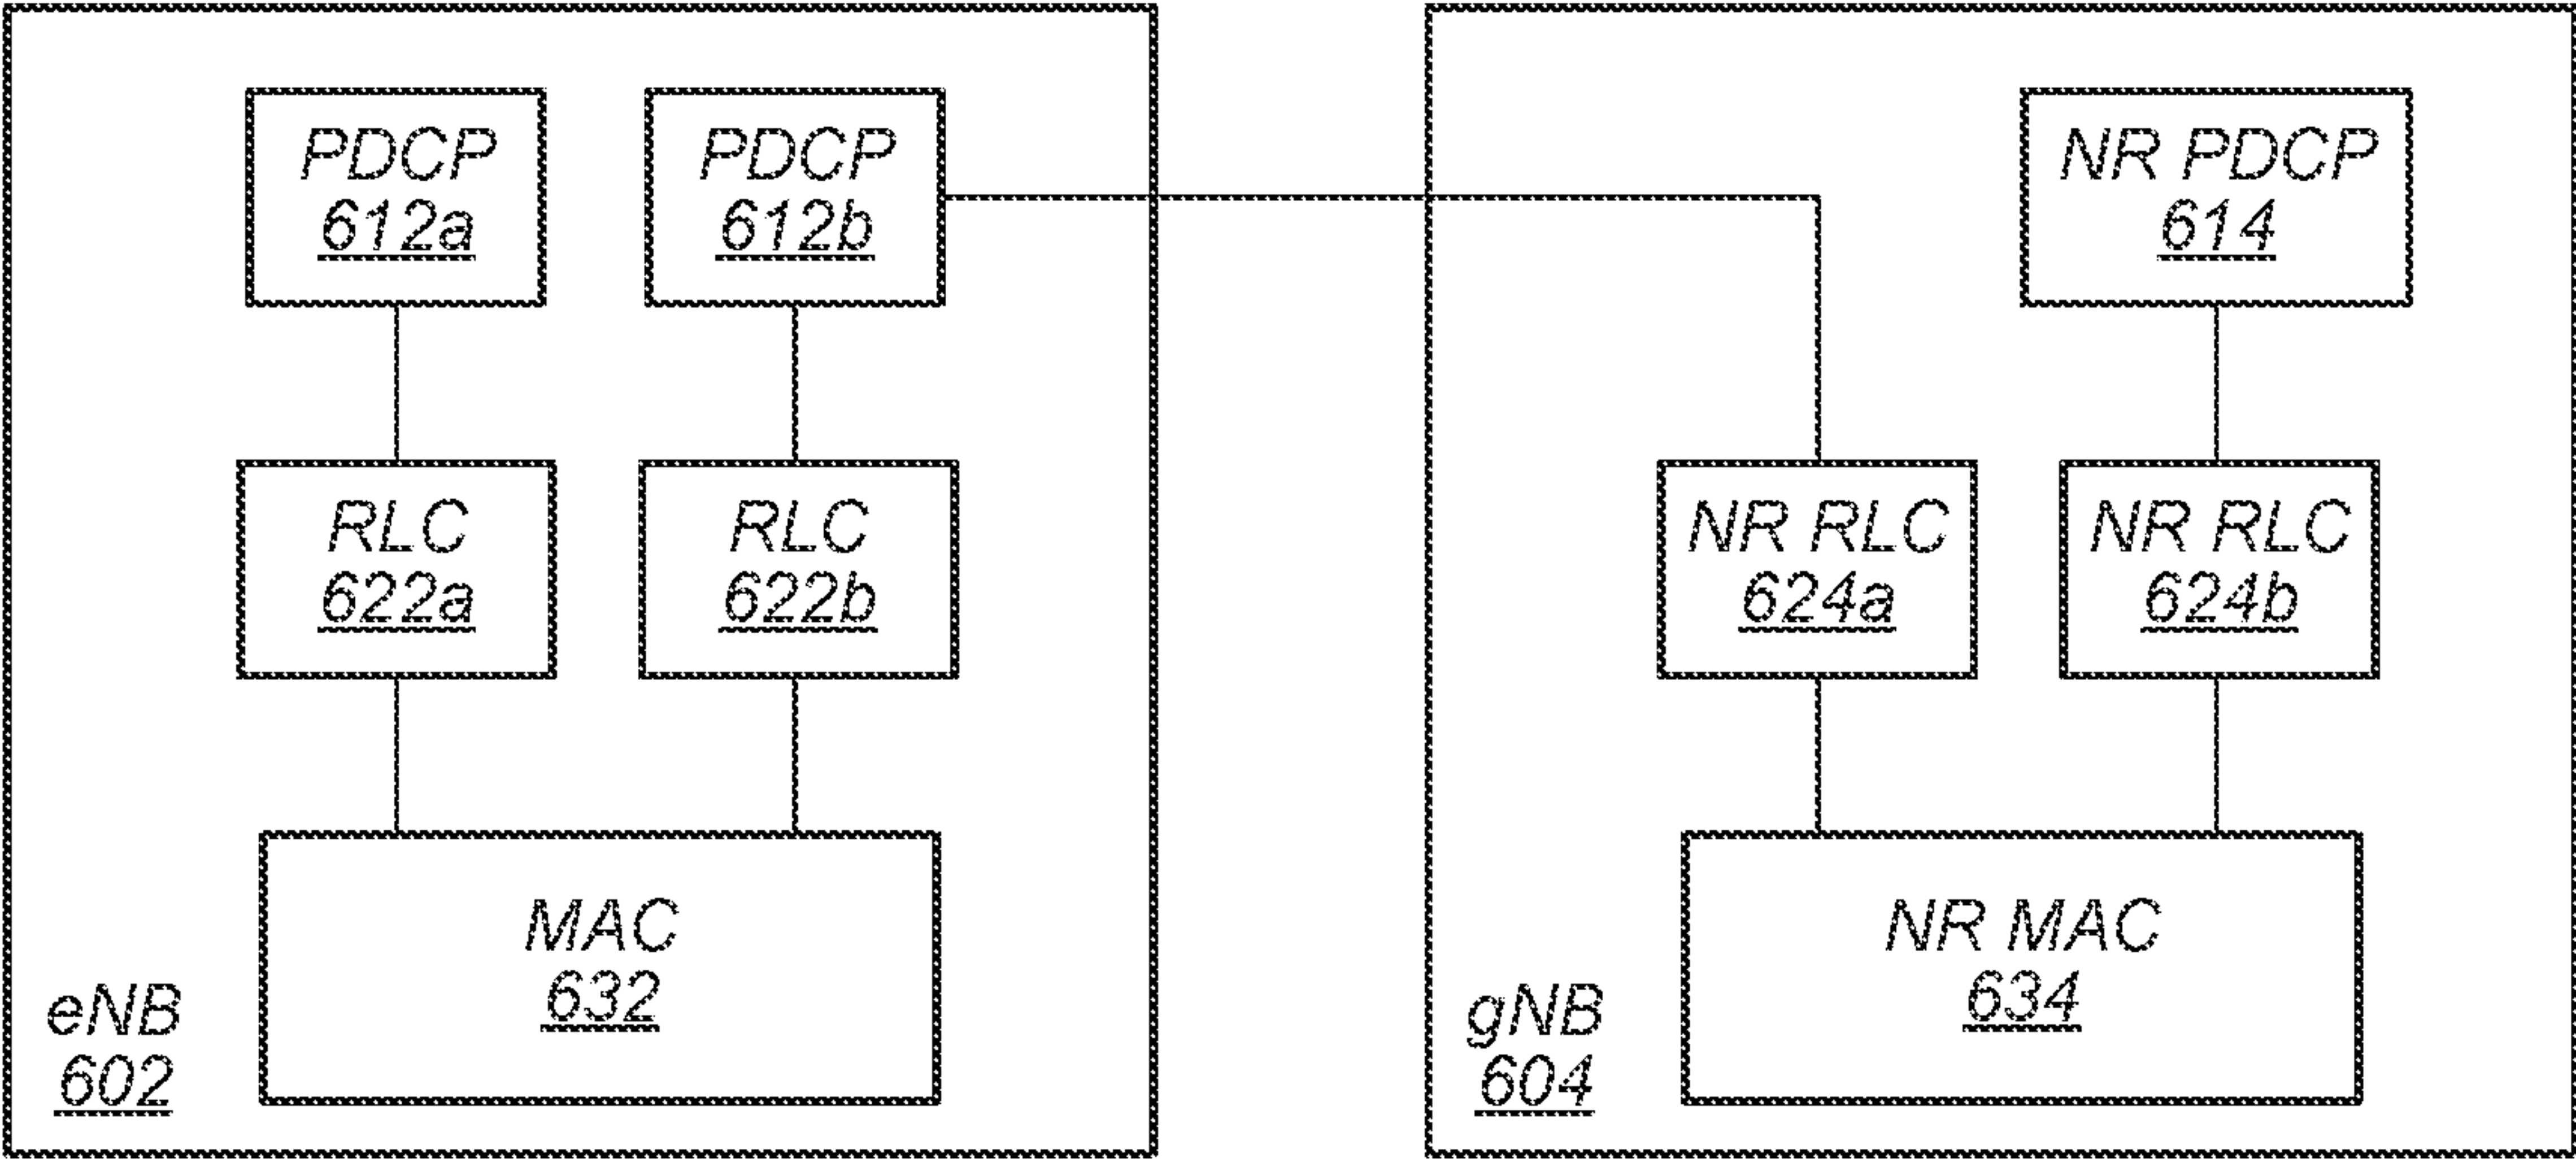 PDCP
612a
PDCP
612b
NR PDCP
614
RLC
622a
RLC
622b
NR RLC
624a
NR RLC
624b
MAC
632
NR MAC
634
eNB
602
gNB
604